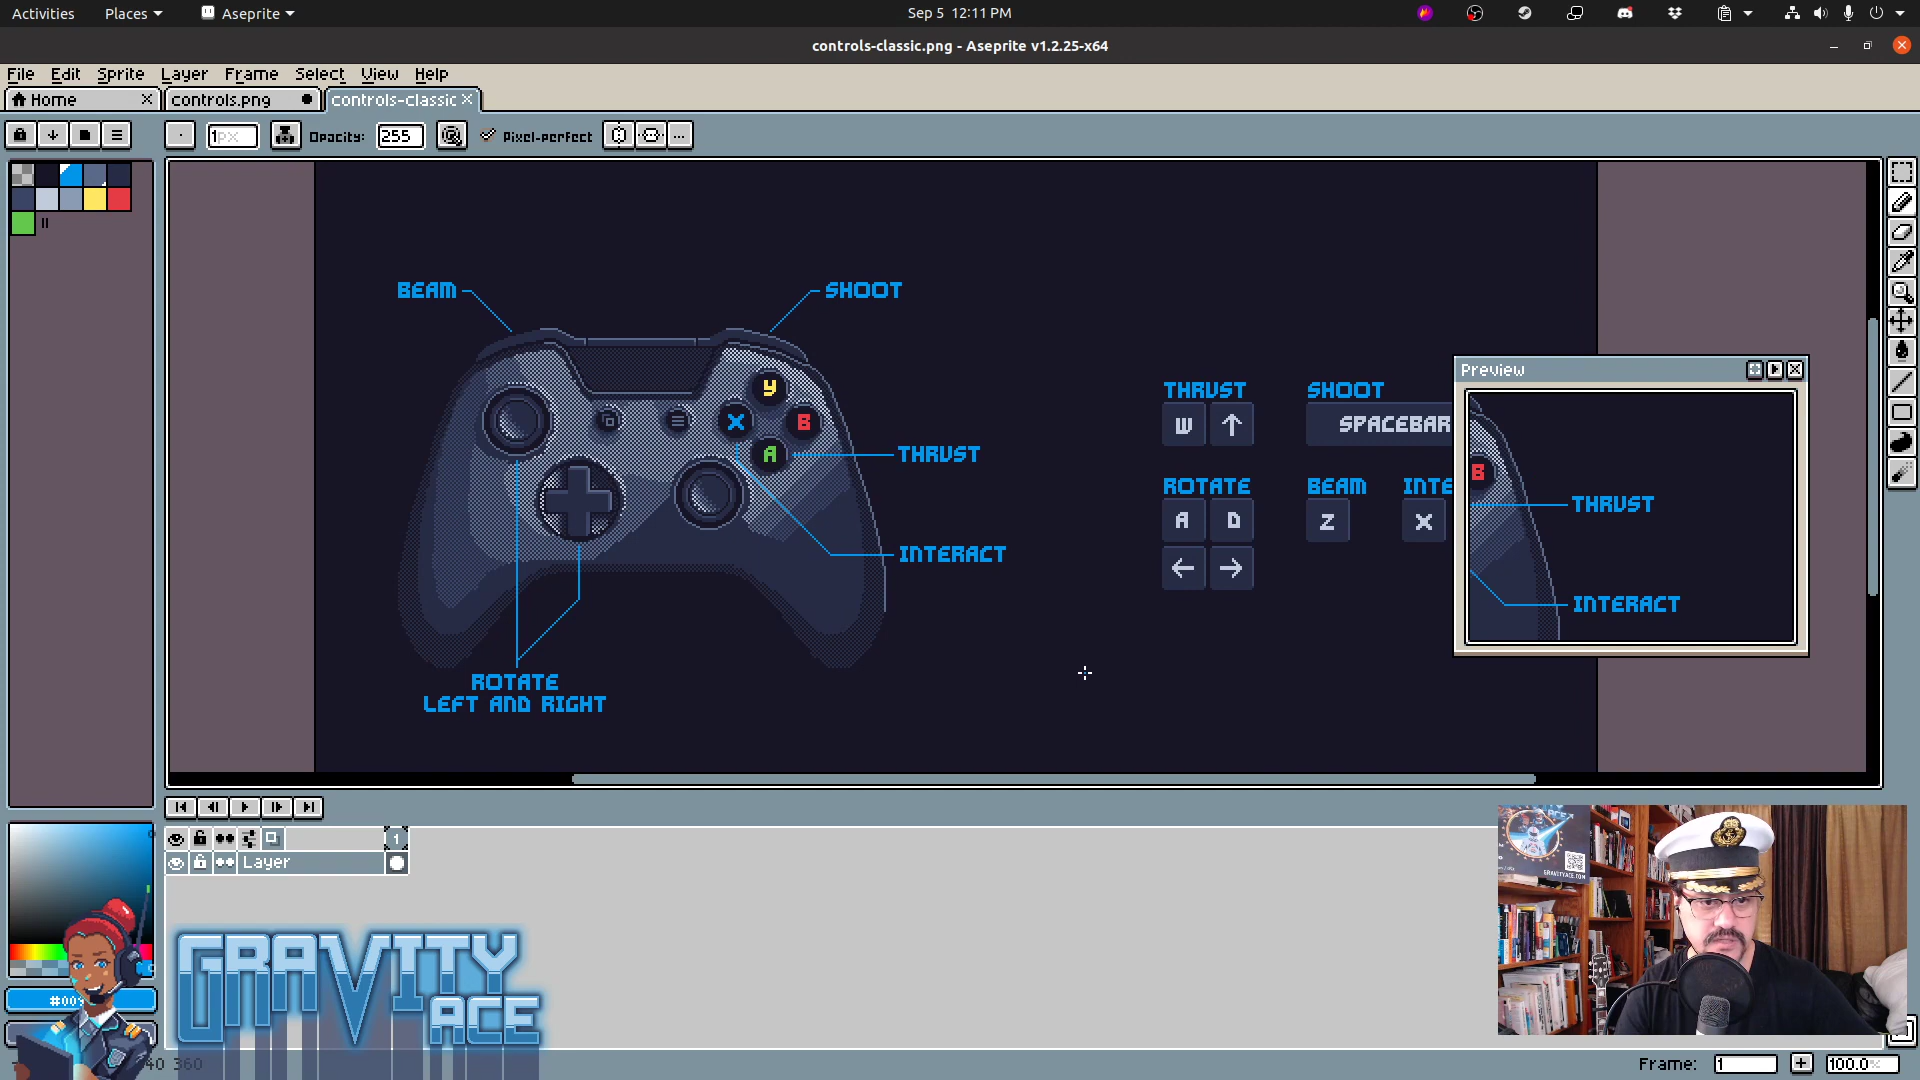 Activities Places Aseprite Sep 5 12:11 PM
controls-classic.png - Aseprite v1.2.25-x64
File Edit Sprite Layer Frame Select View Help
Home controls.png controls-classic
1px Opacity: 255 Pixel-perfect
BEAM
SHOOT
Y
X B
A
THRUST
INTERACT
ROTATE
LEFT AND RIGHT
THRUST SHOOT
W ↑ SPACEBAR
ROTATE BEAM INTE
A D Z X
← →
Preview
B
THRUST
INTERACT
1
Layer
GRAVITY
ACE
GRAVITYACE.COM
Frame: 1 + 100.0